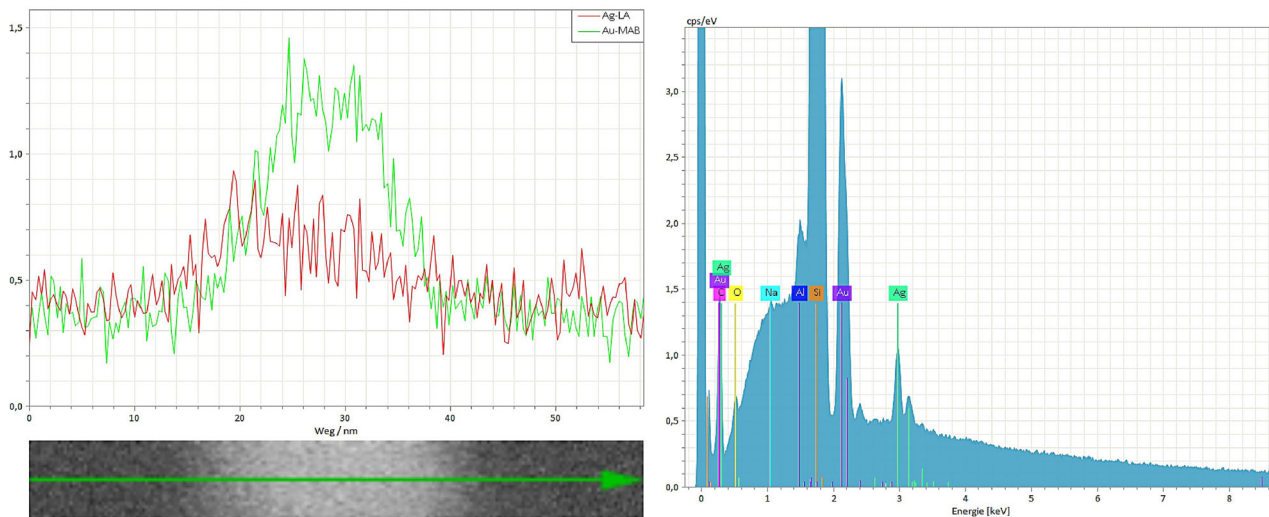 Ag-LA
Au-MAB
1,5
1,0
0,5
0,0
0
10
20
30
40
50
Weg / nm
cps/eV
3,0
2,5
2,0
1,5
1,0
0,5
0,0
Ag
Au
C
O
Na
Al
Si
Au
Ag
0
1
2
3
4
5
6
7
8
Energie [keV]